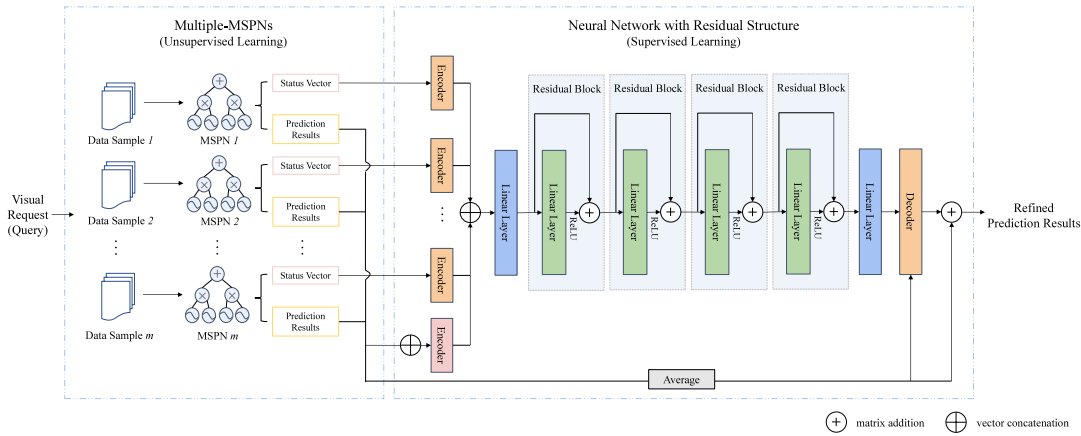 Multiple-MSPNs
(Unsupervised Learning)
Neural Network with Residual Structure
(Supervised Learning)
Visual
Request
(Query)
Data Sample 1
MSPN 1
Status Vector
Prediction
Results
Data Sample 2
MSPN 2
Status Vector
Prediction
Results
...
...
...
Data Sample m
MSPN m
Status Vector
Prediction
Results
Encoder
Encoder
...
Encoder
Encoder
Linear Layer
Residual Block
Linear Layer
ReLU
Residual Block
Linear Layer
ReLU
Residual Block
Linear Layer
ReLU
Residual Block
Linear Layer
ReLU
Linear Layer
Decoder
Refined
Prediction Results
Average
matrix addition
vector concatenation